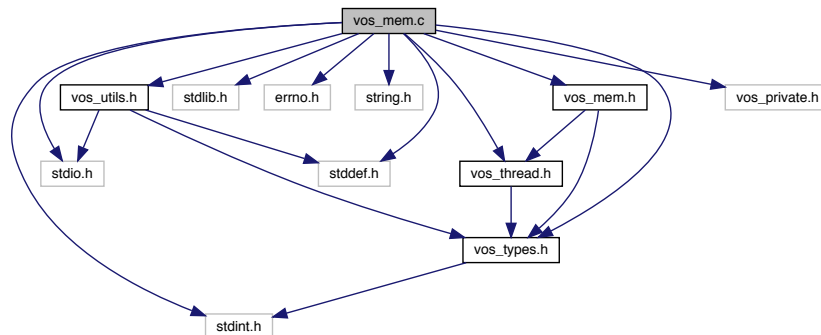 vos_mem.c
vos_utils.h
stdlib.h
errno.h
string.h
vos_mem.h
vos_private.h
stdio.h
stddef.h
vos_thread.h
vos_types.h
stdint.h